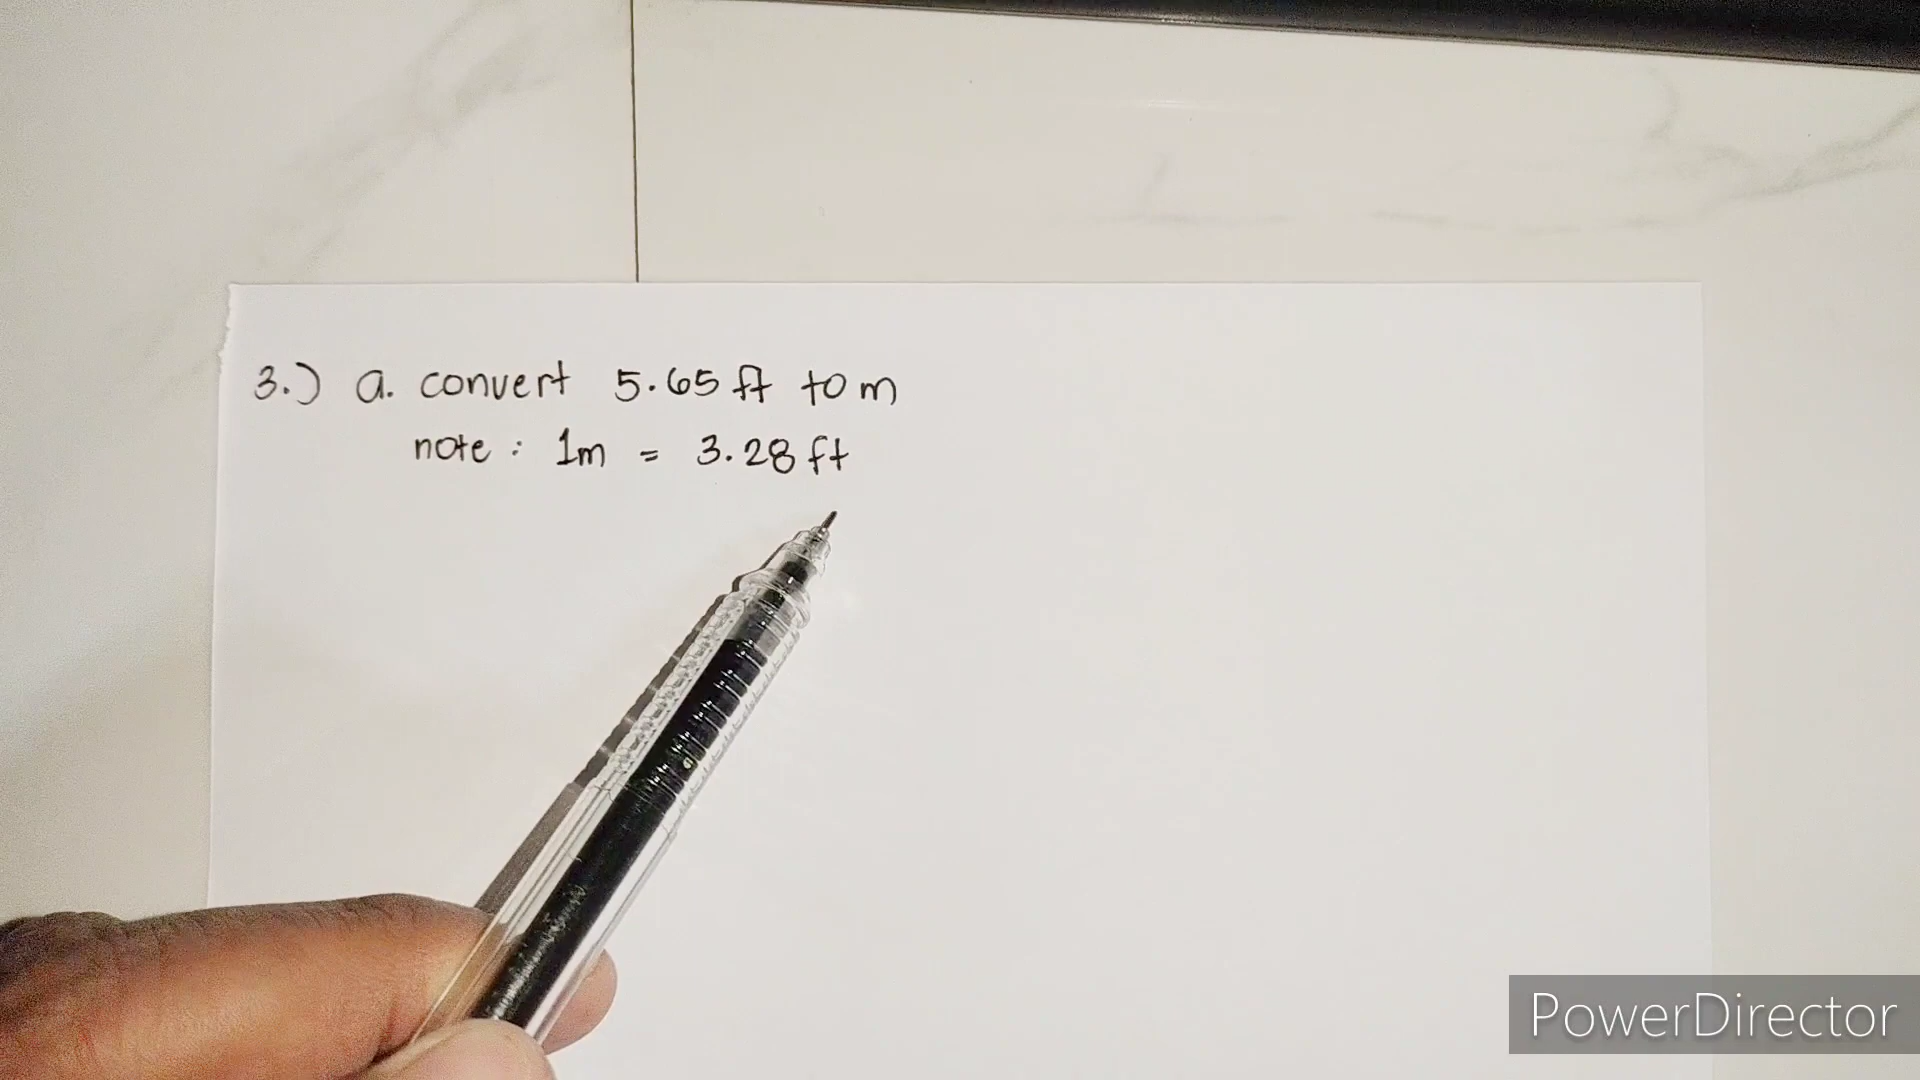 3.) a. convert 5.65 ft to m
note : 1m = 3.28 ft
PowerDirector